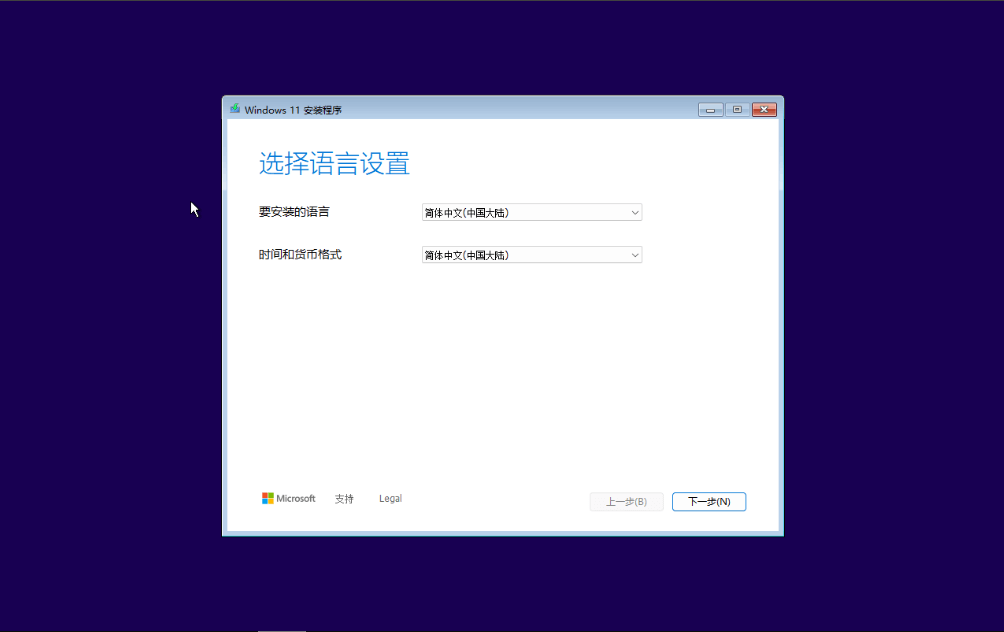 Windows 11 安装程序
选择语言设置
要安装的语言
简体中文(中国大陆)
时间和货币格式
简体中文(中国大陆)
Microsoft 支持 Legal
上一步(B) 下一步(N)